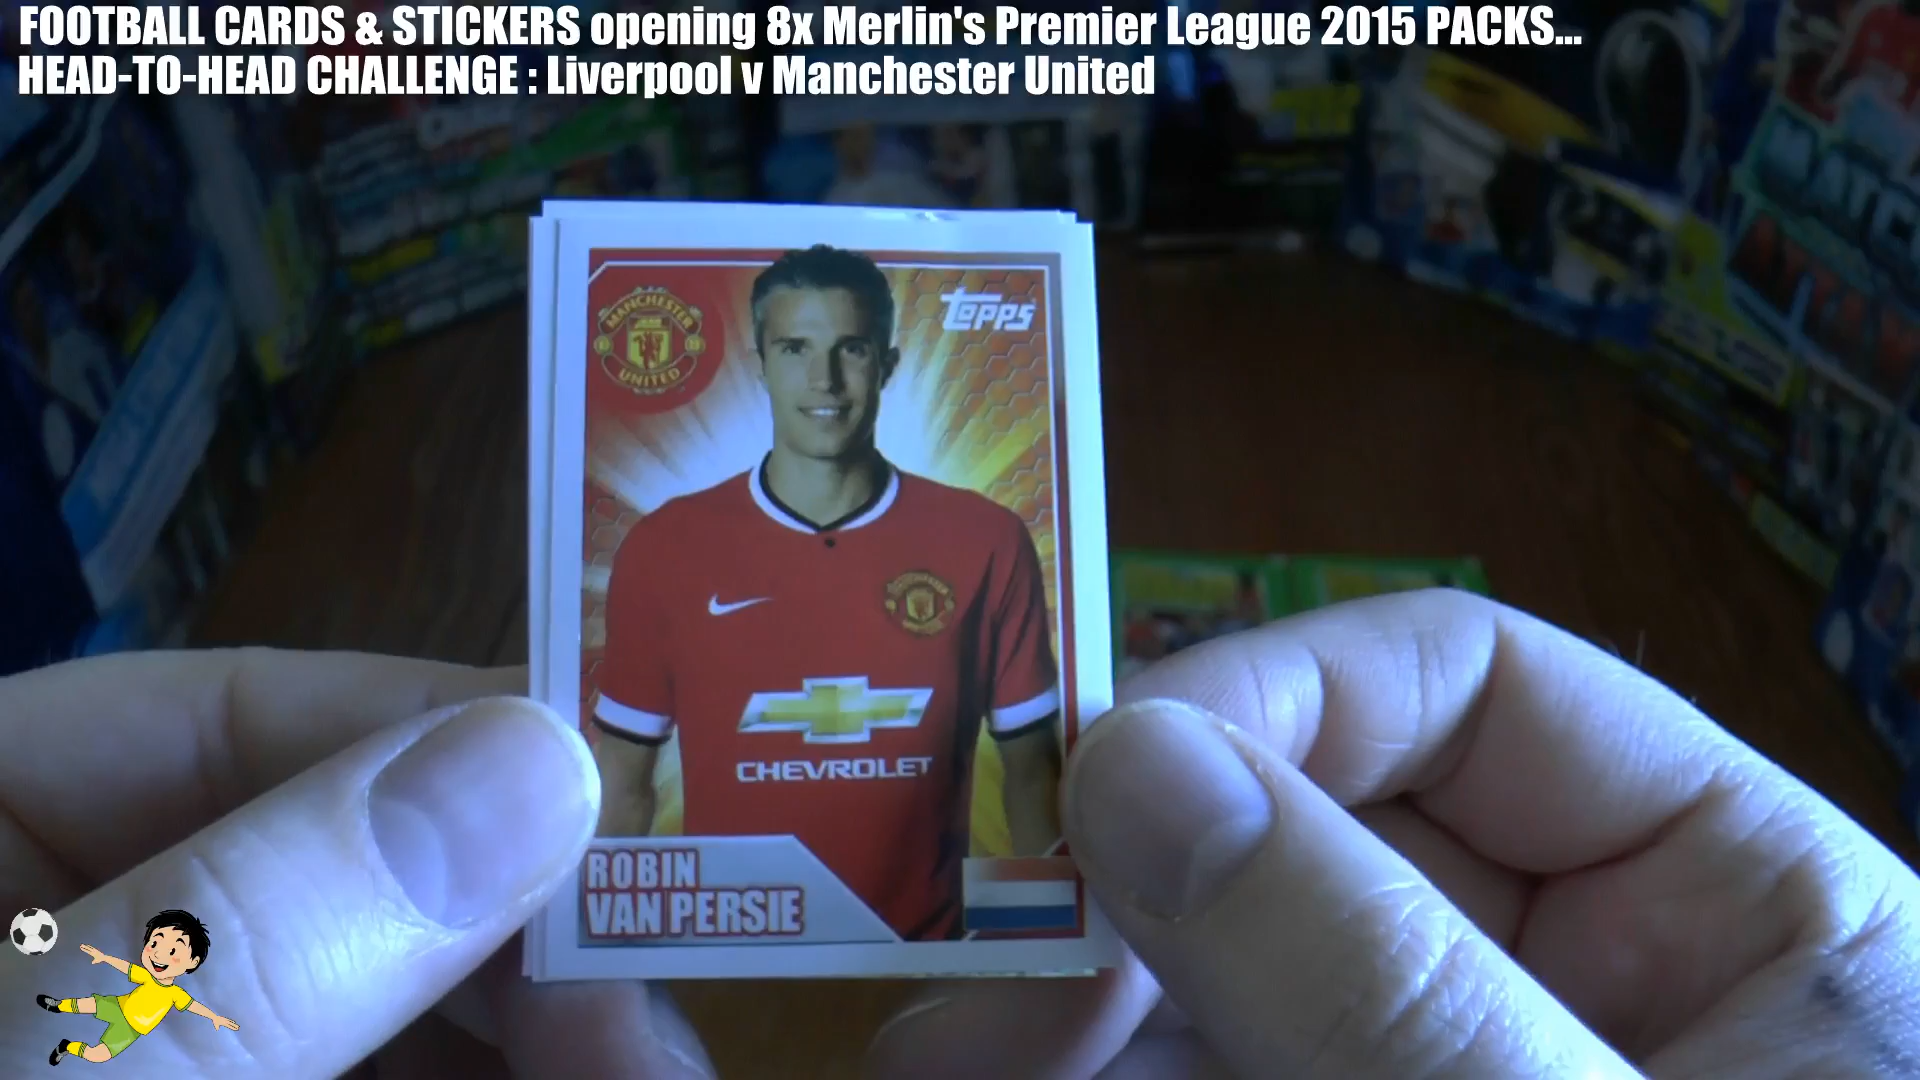 FOOTBALL CARDS & STICKERS opening 8x Merlin's Premier League 2015 PACKS...
HEAD-TO-HEAD CHALLENGE : Liverpool v Manchester United
MANCHESTER
UNITED
TOPPS
CHEVROLET
ROBIN
VAN PERSIE